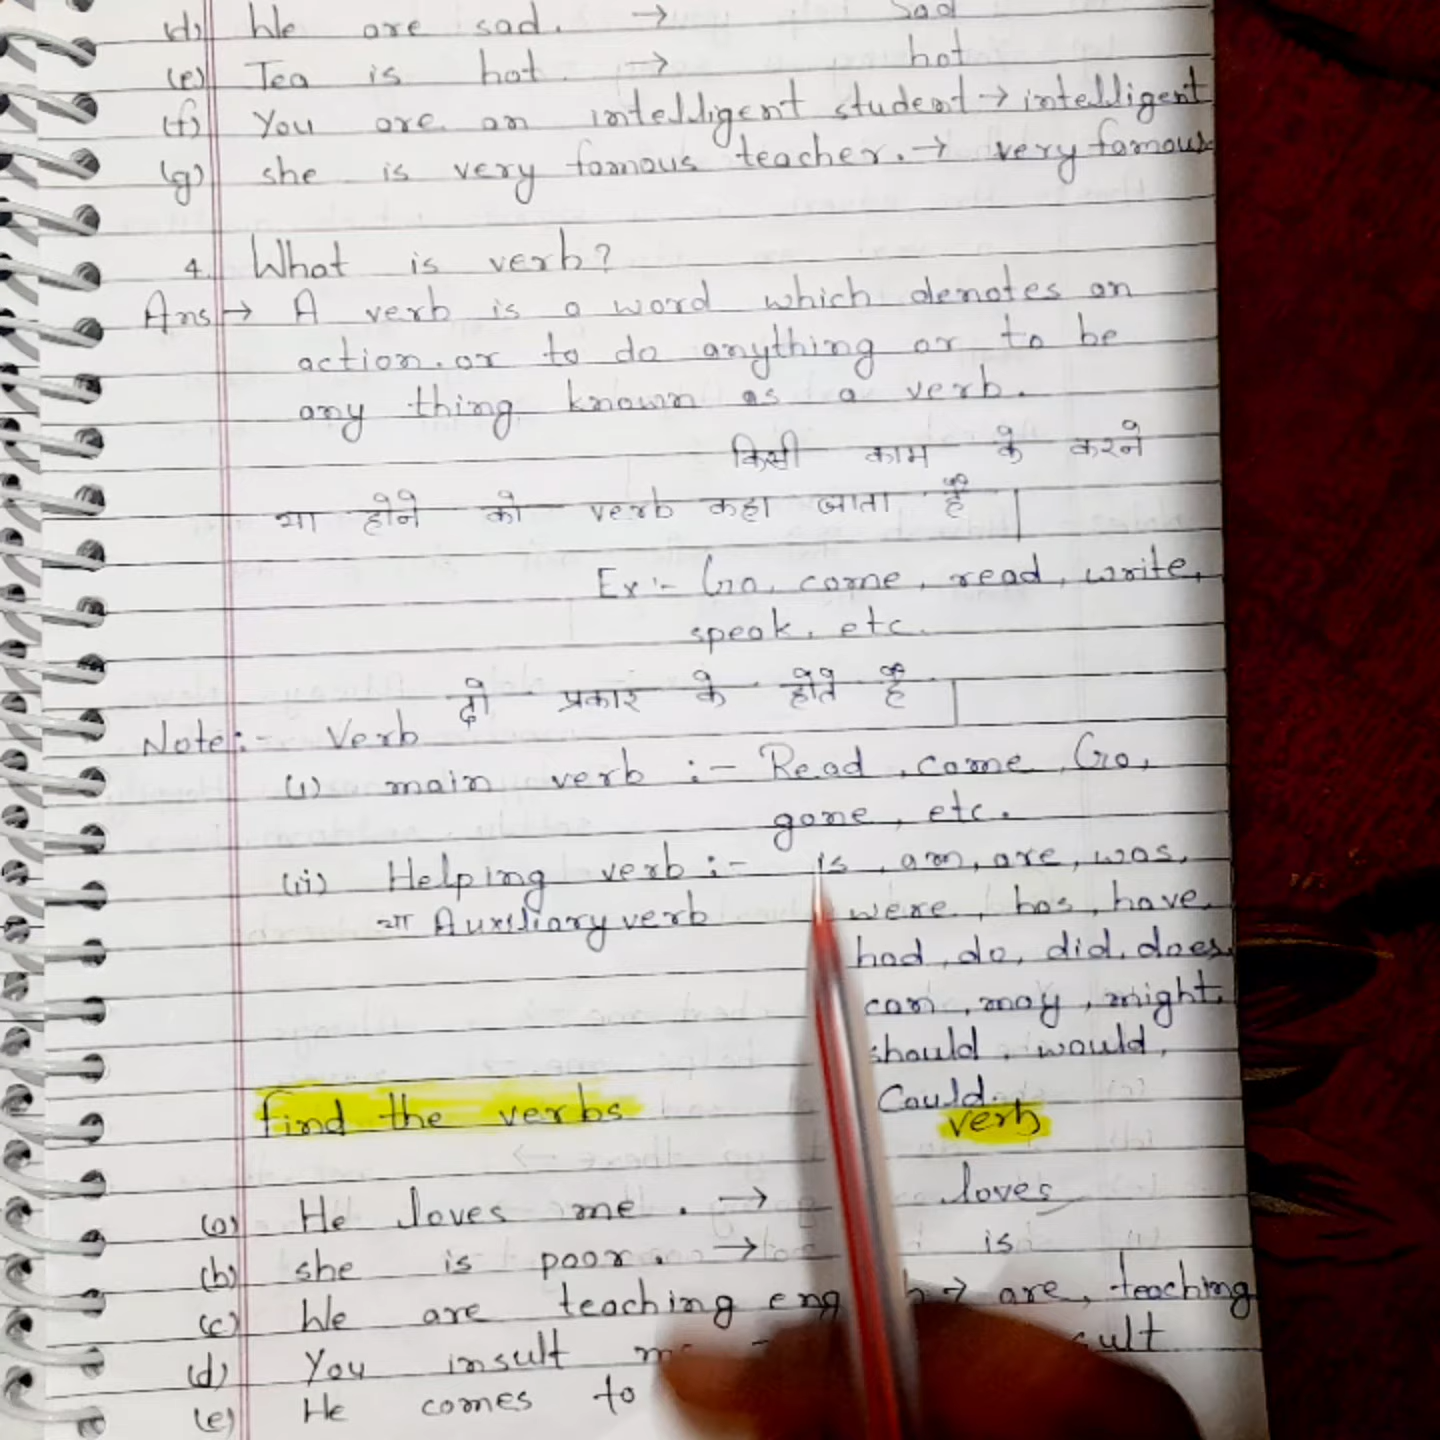 (d) We are sad. → sad
(e) Tea is hot. → hot
(f) You are an intelligent student → intelligent
(g) she is very famous teacher. → very famous
4. What is verb?
Ans → A verb is a word which denotes an
action. or to do anything or to be
any thing known as a verb.
किसी काम के करने
या होने को verb कहा जाता है |
Ex :- Go, come, read, write,
speak, etc.
Note :- Verb दो प्रकार के होते है |
(i) main verb :- Read, come, Go,
gone, etc.
(ii) Helping verb :- is, am, are, was,
या Auxiliary verb were, has, have,
had, do, did, does
can, may, might,
should, would,
Could.
find the verbs verb
(a) He loves me. → loves
(b) she is poor. → is
(c) We are teaching → are, teaching
(d) You insult
(e) He comes to